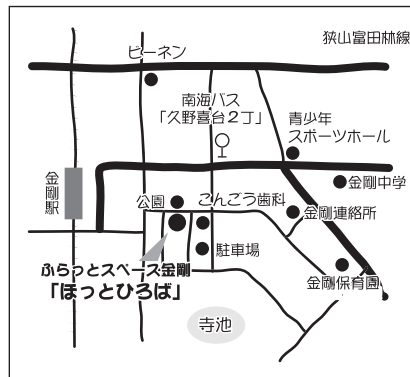 狭山富田林線
ビーネン
南海バス
「久野喜台２丁」
青少年
スポーツホール
金剛駅
金剛中学
公園
こんごう歯科
金剛連絡所
駐車場
ふらっとスペース金剛
「ほっとひろば」
金剛保育園
寺池